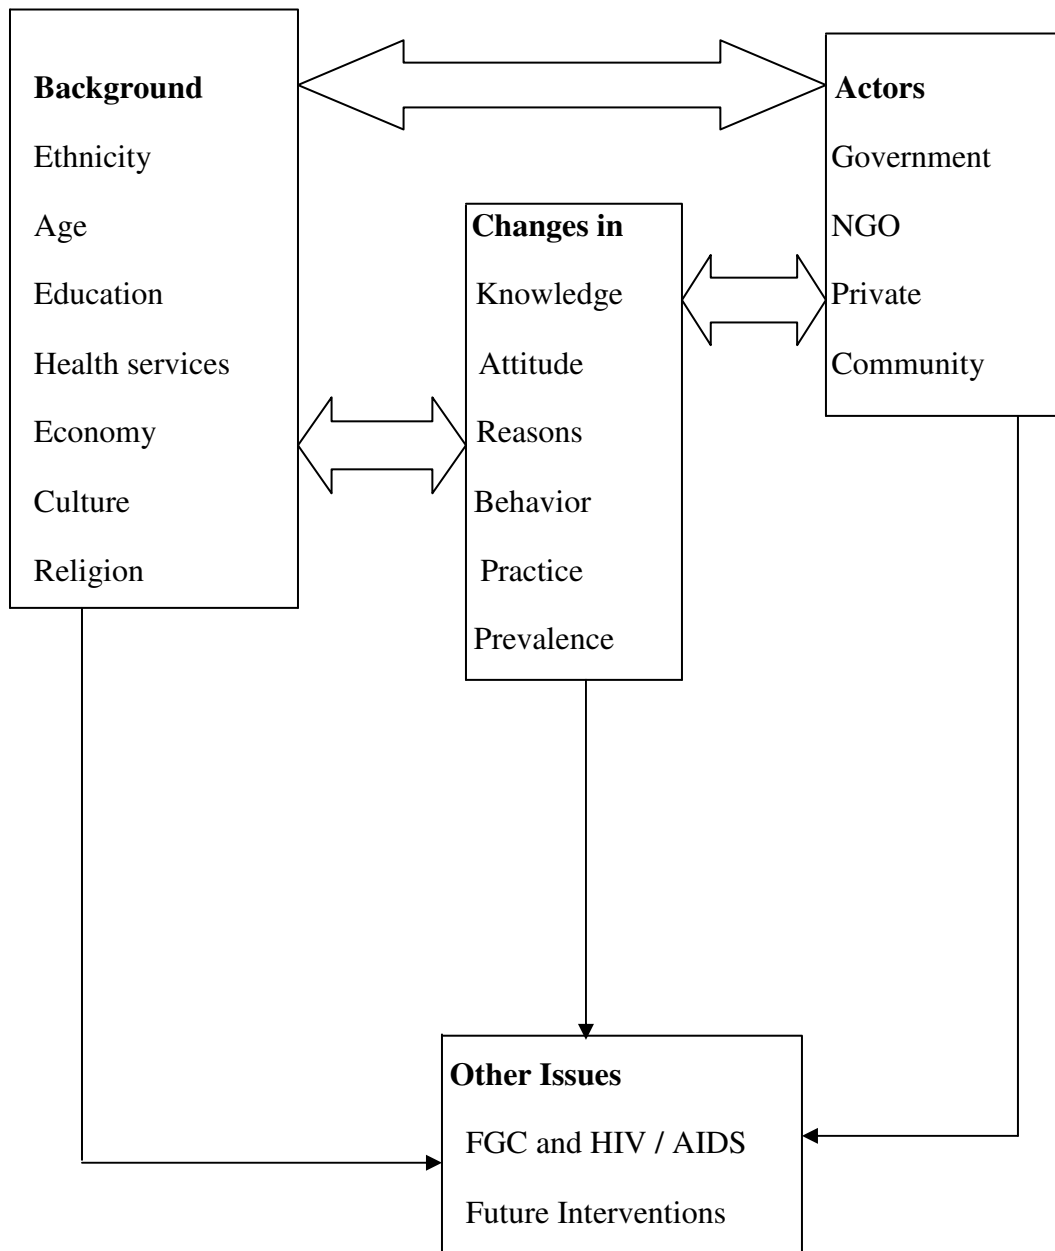 Background
Ethnicity
Age
Education
Health services
Economy
Culture
Religion
Changes in
Knowledge
Attitude
Reasons
Behavior
Practice
Prevalence
Actors
Government
NGO
Private
Community
Other Issues
FGC and HIV / AIDS
Future Interventions